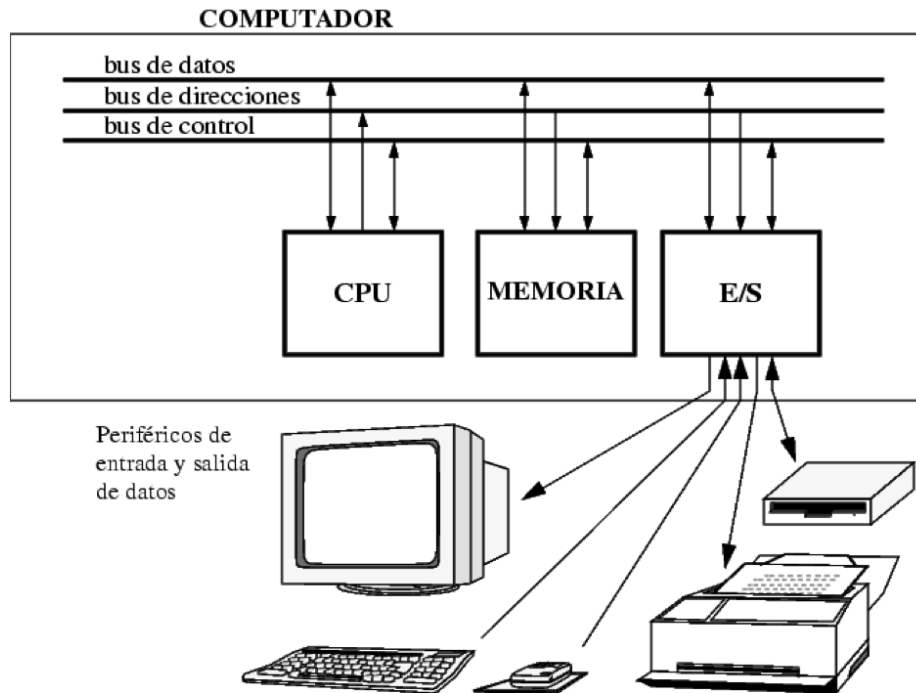 COMPUTADOR
bus de datos
bus de direcciones
bus de control
CPU
MEMORIA
E/S
Periféricos de
entrada y salida
de datos